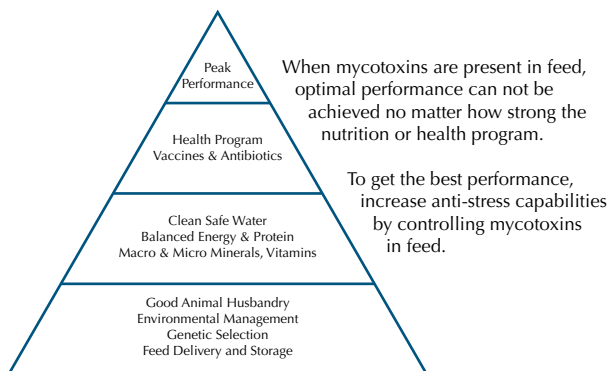 Peak
Performance
When mycotoxins are present in feed,
optimal performance can not be
achieved no matter how strong the
nutrition or health program.
Health Program
Vaccines & Antibiotics
To get the best performance,
increase anti-stress capabilities
by controlling mycotoxins
in feed.
Clean Safe Water
Balanced Energy & Protein
Macro & Micro Minerals, Vitamins
Good Animal Husbandry
Environmental Management
Genetic Selection
Feed Delivery and Storage